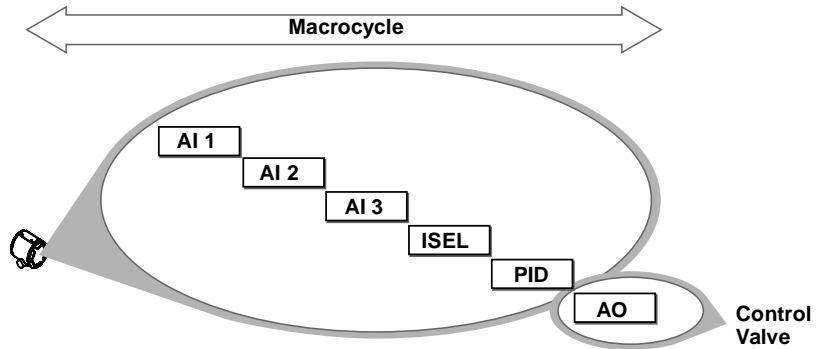 Macrocycle
AI 1
AI 2
AI 3
ISEL
PID
AO
Control
Valve